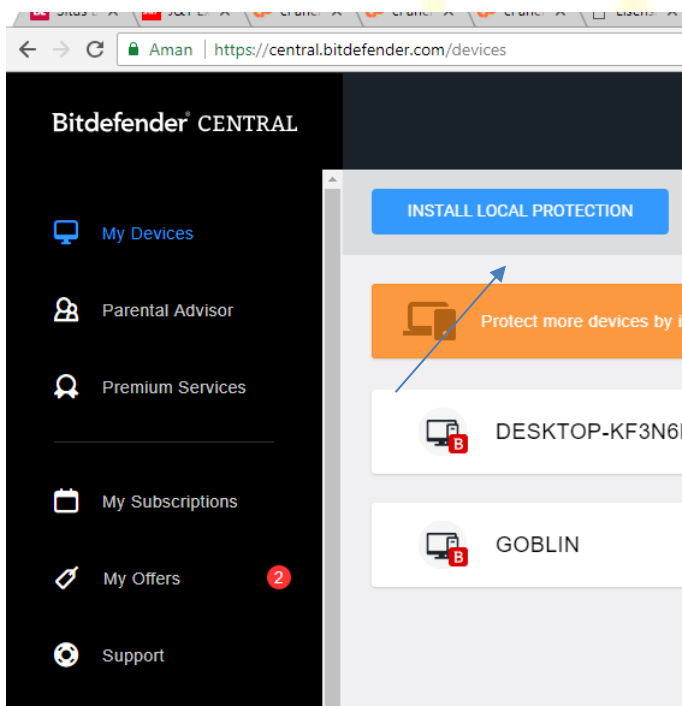 Aman | https://central.bitdefender.com/devices
Bitdefender® CENTRAL
INSTALL LOCAL PROTECTION
My Devices
Parental Advisor
Protect more devices by
Premium Services
DESKTOP-KF3N6
My Subscriptions
GOBLIN
My Offers
2
Support